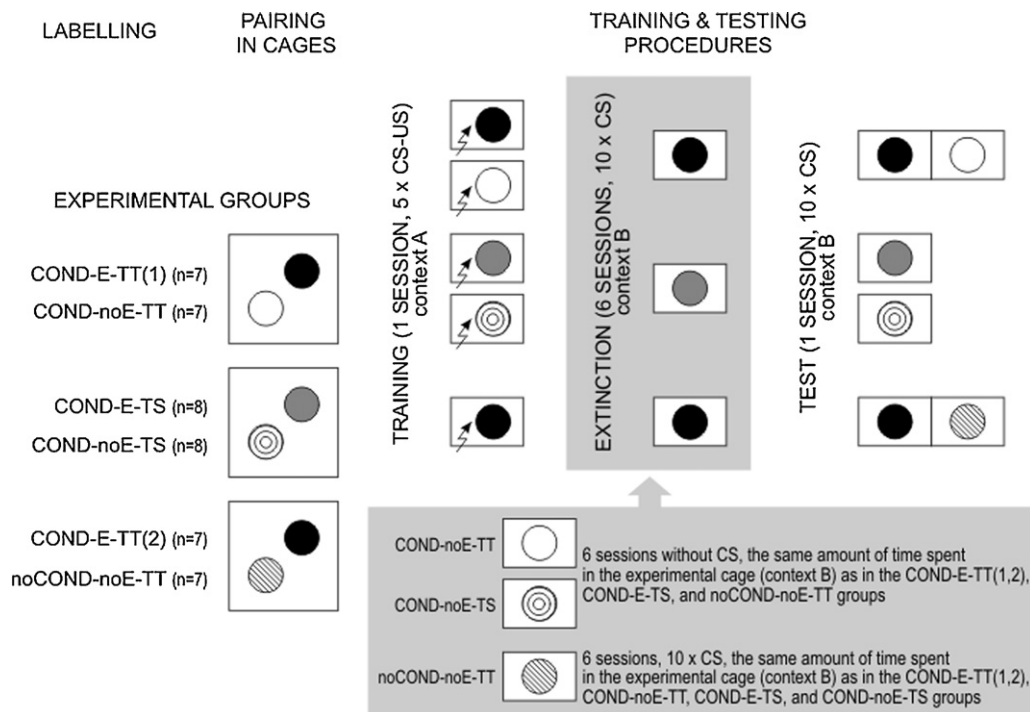 LABELLING
PAIRING
IN CAGES
TRAINING & TESTING
PROCEDURES
EXPERIMENTAL GROUPS
COND-E-TT(1) (n=7)
COND-noE-TT (n=7)
COND-E-TS (n=8)
COND-noE-TS (n=8)
COND-E-TT(2) (n=7)
noCOND-noE-TT (n=7)
TRAINING (1 SESSION, 5 x CS-US)
context A
EXTINCTION (6 SESSIONS, 10 x CS)
context B
TEST (1 SESSION, 10 x CS)
context B
COND-noE-TT
COND-noE-TS
6 sessions without CS, the same amount of time spent
in the experimental cage (context B) as in the COND-E-TT(1,2),
COND-E-TS, and noCOND-noE-TT groups
noCOND-noE-TT
6 sessions, 10 x CS, the same amount of time spent
in the experimental cage (context B) as in the COND-E-TT(1,2),
COND-noE-TT, COND-E-TS, and COND-noE-TS groups